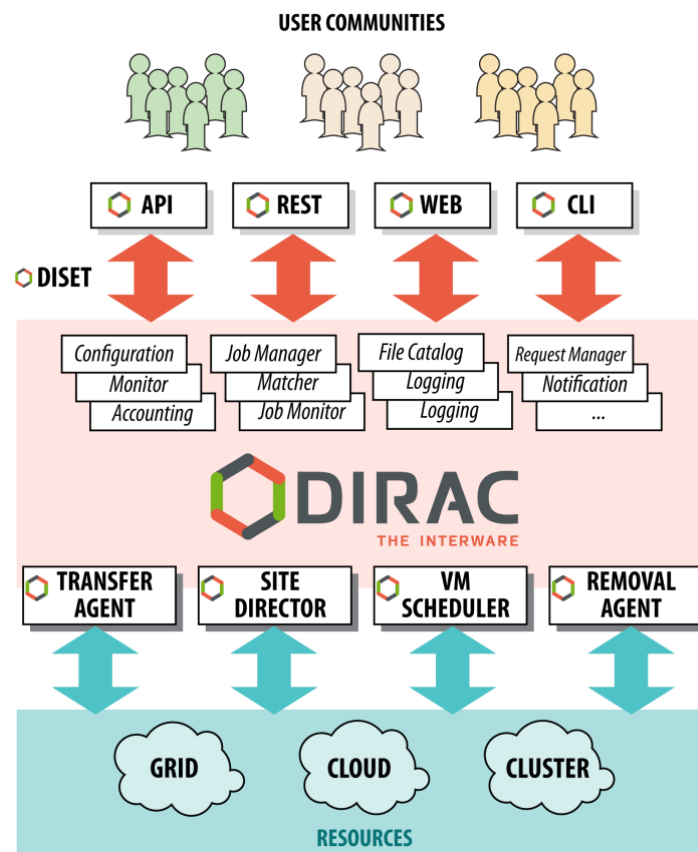 USER COMMUNITIES
API
REST
WEB
CLI
DISET
Configuration
Monitor
Accounting
Job Manager
Matcher
Job Monitor
File Catalog
Logging
Logging
Request Manager
Notification
...
DIRAC
THE INTERWARE
TRANSFER
AGENT
SITE
DIRECTOR
VM
SCHEDULER
REMOVAL
AGENT
GRID
CLOUD
CLUSTER
RESOURCES